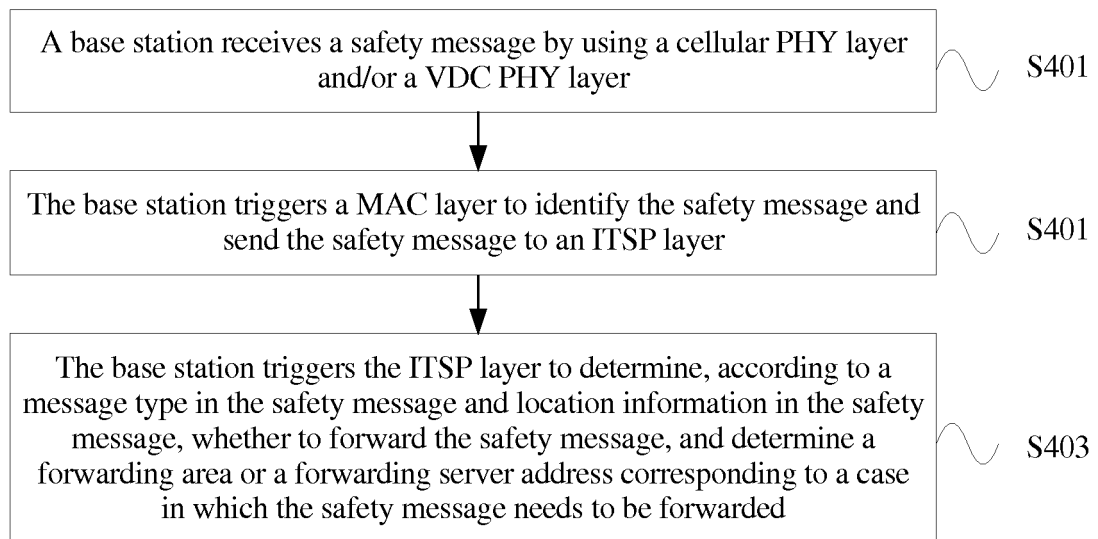 A base station receives a safety message by using a cellular PHY layer
and/or a VDC PHY layer
S401
The base station triggers a MAC layer to identify the safety message and
send the safety message to an ITSP layer
S401
The base station triggers the ITSP layer to determine, according to a
message type in the safety message and location information in the safety
message, whether to forward the safety message, and determine a
forwarding area or a forwarding server address corresponding to a case
in which the safety message needs to be forwarded
S403